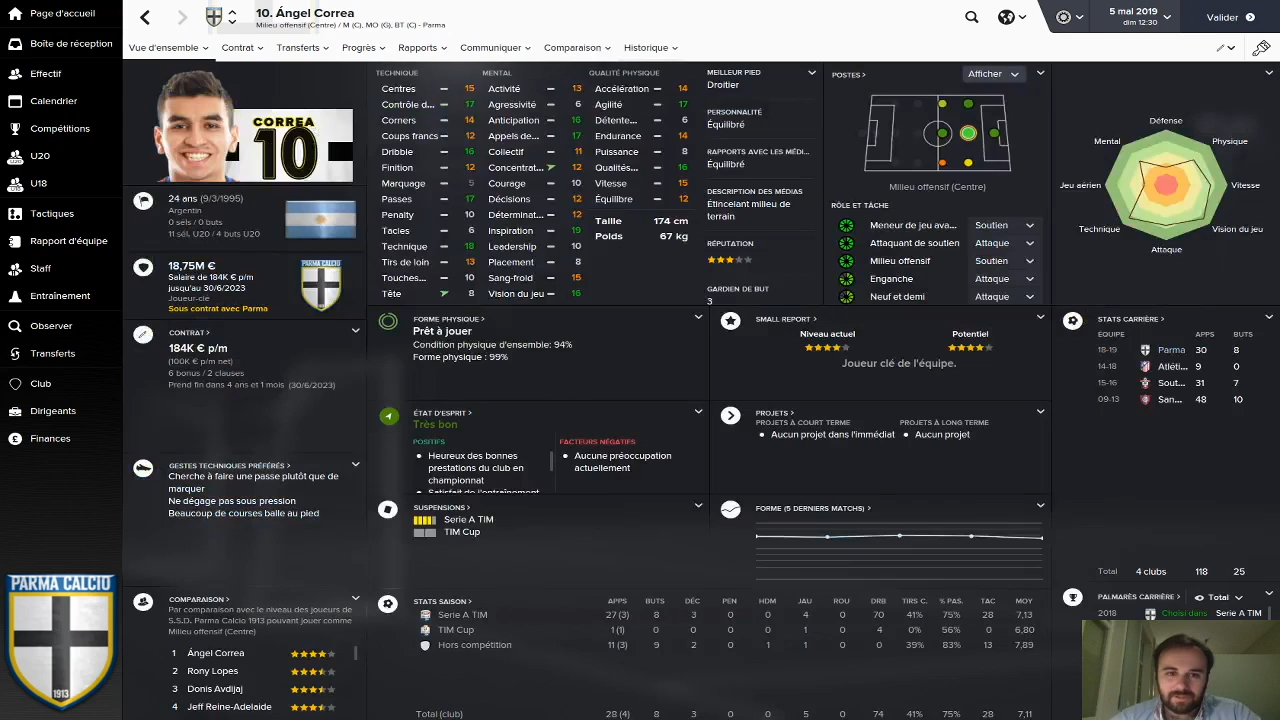 Page d'accueil
10. Ángel Correa
Milieu offensif (Centre) / M (C), MO (G), BT (C) - Parma
5 mai 2019
dim 12:30
Valider
Boîte de réception
Effectif
Calendrier
Compétitions
U20
U20
U18
U18
Tactiques
Rapport d'équipe
Staff
Entraînement
Observer
Transferts
Club
Dirigeants
Finances
Vue d'ensemble
Contrat
Transferts
Progrès
Rapports
Communiquer
Comparaison
Historique
CORREA
10
24 ans (9/3/1995)
Argentin
0 séls / 0 buts
11 sél. U20 / 4 buts U20
18,75M €
Salaire de 184K € p/m
jusqu'au 30/6/2023
Joueur-clé
Sous contrat avec Parma
CONTRAT >
184K € p/m
(100K € p/m net)
6 bonus / 2 clauses
Prend fin dans 4 ans et 1 mois (30/6/2023)
GESTES TECHNIQUES PRÉFÉRÉS >
Cherche à faire une passe plutôt que de
marquer
Ne dégage pas sous pression
Beaucoup de courses balle au pied
COMPARAISON >
Par comparaison avec le niveau des joueurs de
S.S.D. Parma Calcio 1913 pouvant jouer comme
Milieu offensif (Centre)
1 Ángel Correa
2 Rony Lopes
3 Donis Avdijaj
4 Jeff Reine-Adelaide
TECHNIQUE
Centres 15
Contrôle d... 17
Corners 14
Coups francs 12
Dribble 16
Finition 12
Marquage 5
Passes 17
Penalty 10
Tacles 6
Technique 18
Tirs de loin 13
Touches... 10
Tête 8
MENTAL
Activité 13
Agressivité 6
Anticipation 16
Appels de... 17
Collectif 11
Concentrat... 12
Courage 10
Décisions 12
Déterminat... 12
Inspiration 19
Leadership 10
Placement 8
Sang-froid 15
Vision du jeu 16
QUALITÉ PHYSIQUE
Accélération 14
Agilité 17
Détente... 6
Endurance 14
Puissance 8
Qualités... 16
Vitesse 15
Équilibre 12
Taille 174 cm
Poids 67 kg
MEILLEUR PIED
Droitier
PERSONNALITÉ
Équilibré
RAPPORTS AVEC LES MÉDI...
Équilibré
DESCRIPTION DES MÉDIAS
Étincelant milieu de
terrain
RÉPUTATION
GARDIEN DE BUT
3
POSTES >
Afficher
Milieu offensif (Centre)
RÔLE ET TÂCHE
Meneur de jeu ava... Soutien
Attaquant de soutien Attaque
Milieu offensif Soutien
Enganche Attaque
Neuf et demi Attaque
Défense
Physique
Vitesse
Vision du jeu
Attaque
Technique
Jeu aérien
Mental
FORME PHYSIQUE >
Prêt à jouer
Condition physique d'ensemble: 94%
Forme physique : 99%
SMALL REPORT >
Niveau actuel
Potentiel
Joueur clé de l'équipe.
ÉTAT D'ESPRIT >
Très bon
POSITIFS
Heureux des bonnes
prestations du club en
championnat
Satisfait de l'entraînement
FACTEURS NÉGATIFS
Aucune préoccupation
actuellement
PROJETS >
PROJETS À COURT TERME
Aucun projet dans l'immédiat
PROJETS À LONG TERME
Aucun projet
SUSPENSIONS >
Serie A TIM
TIM Cup
FORME (5 DERNIERS MATCHS) >
STATS SAISON >
APPS BUTS DÉC PEN HDM JAU ROU DRB TIRS C. % PAS. TAC MOY
Serie A TIM 27 (3) 8 3 0 0 4 0 70 41% 75% 28 7,13
TIM Cup 1 (1) 0 0 0 0 1 0 4 0% 56% 0 6,80
Hors compétition 11 (3) 9 2 0 1 1 0 0 39% 83% 13 7,89
Total (club) 28 (4) 8 3 0 0 5 0 74 41% 75% 28 7,11
STATS CARRIÈRE >
ÉQUIPE APPS BUTS
18-19 Parma 30 8
14-18 Atléti... 9 0
15-16 Sout... 31 7
09-13 San... 48 10
Total 4 clubs 118 25
PALMARÈS CARRIÈRE >
Total
2018 Choisi dans Serie A TIM
PARMA CALCIO
1913
PARMA CALCIO